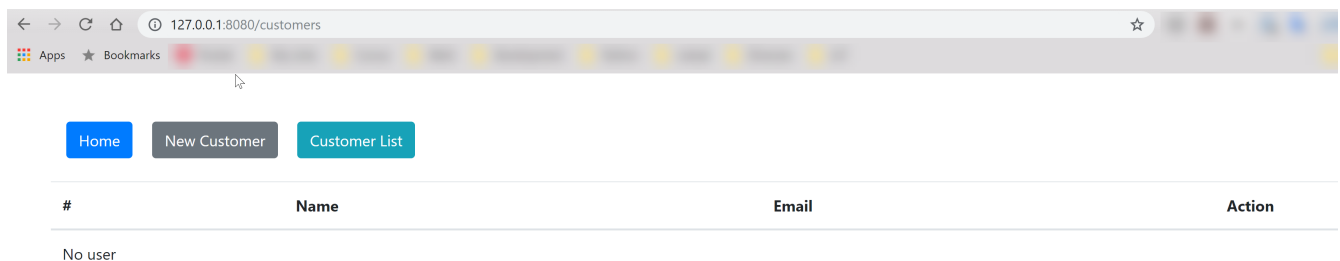 127.0.0.1:8080/customers
Apps Bookmarks
Home New Customer Customer List
# Name Email Action
No user